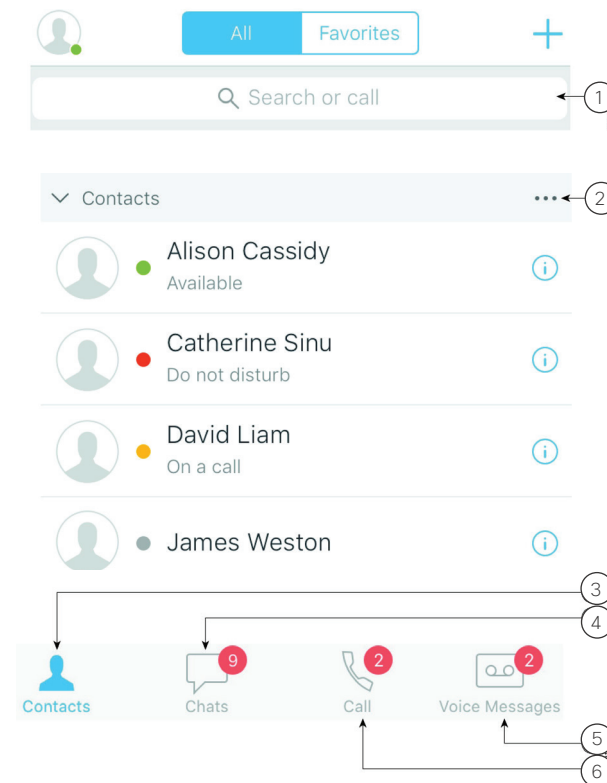 All Favorites
Search or call
1
Contacts
2
Alison Cassidy
Available
Catherine Sinu
Do not disturb
David Liam
On a call
James Weston
3
4
9 2 2
Contacts Chats Call Voice Messages
5
6